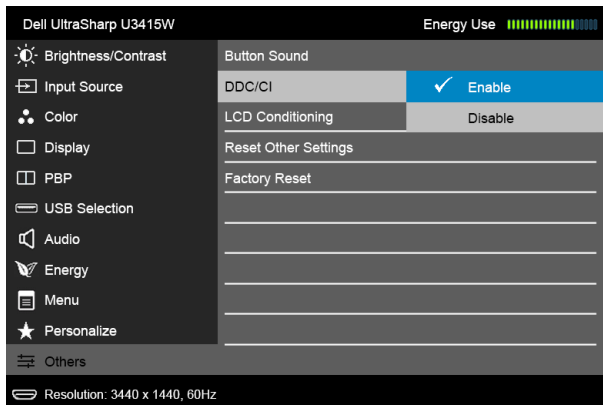 Dell UltraSharp U3415W Energy Use
Brightness/Contrast Button Sound
Input Source DDC/CI Enable
Color LCD Conditioning Disable
Display Reset Other Settings
PBP Factory Reset
USB Selection
Audio
Energy
Menu
Personalize
Others
Resolution: 3440 x 1440, 60Hz